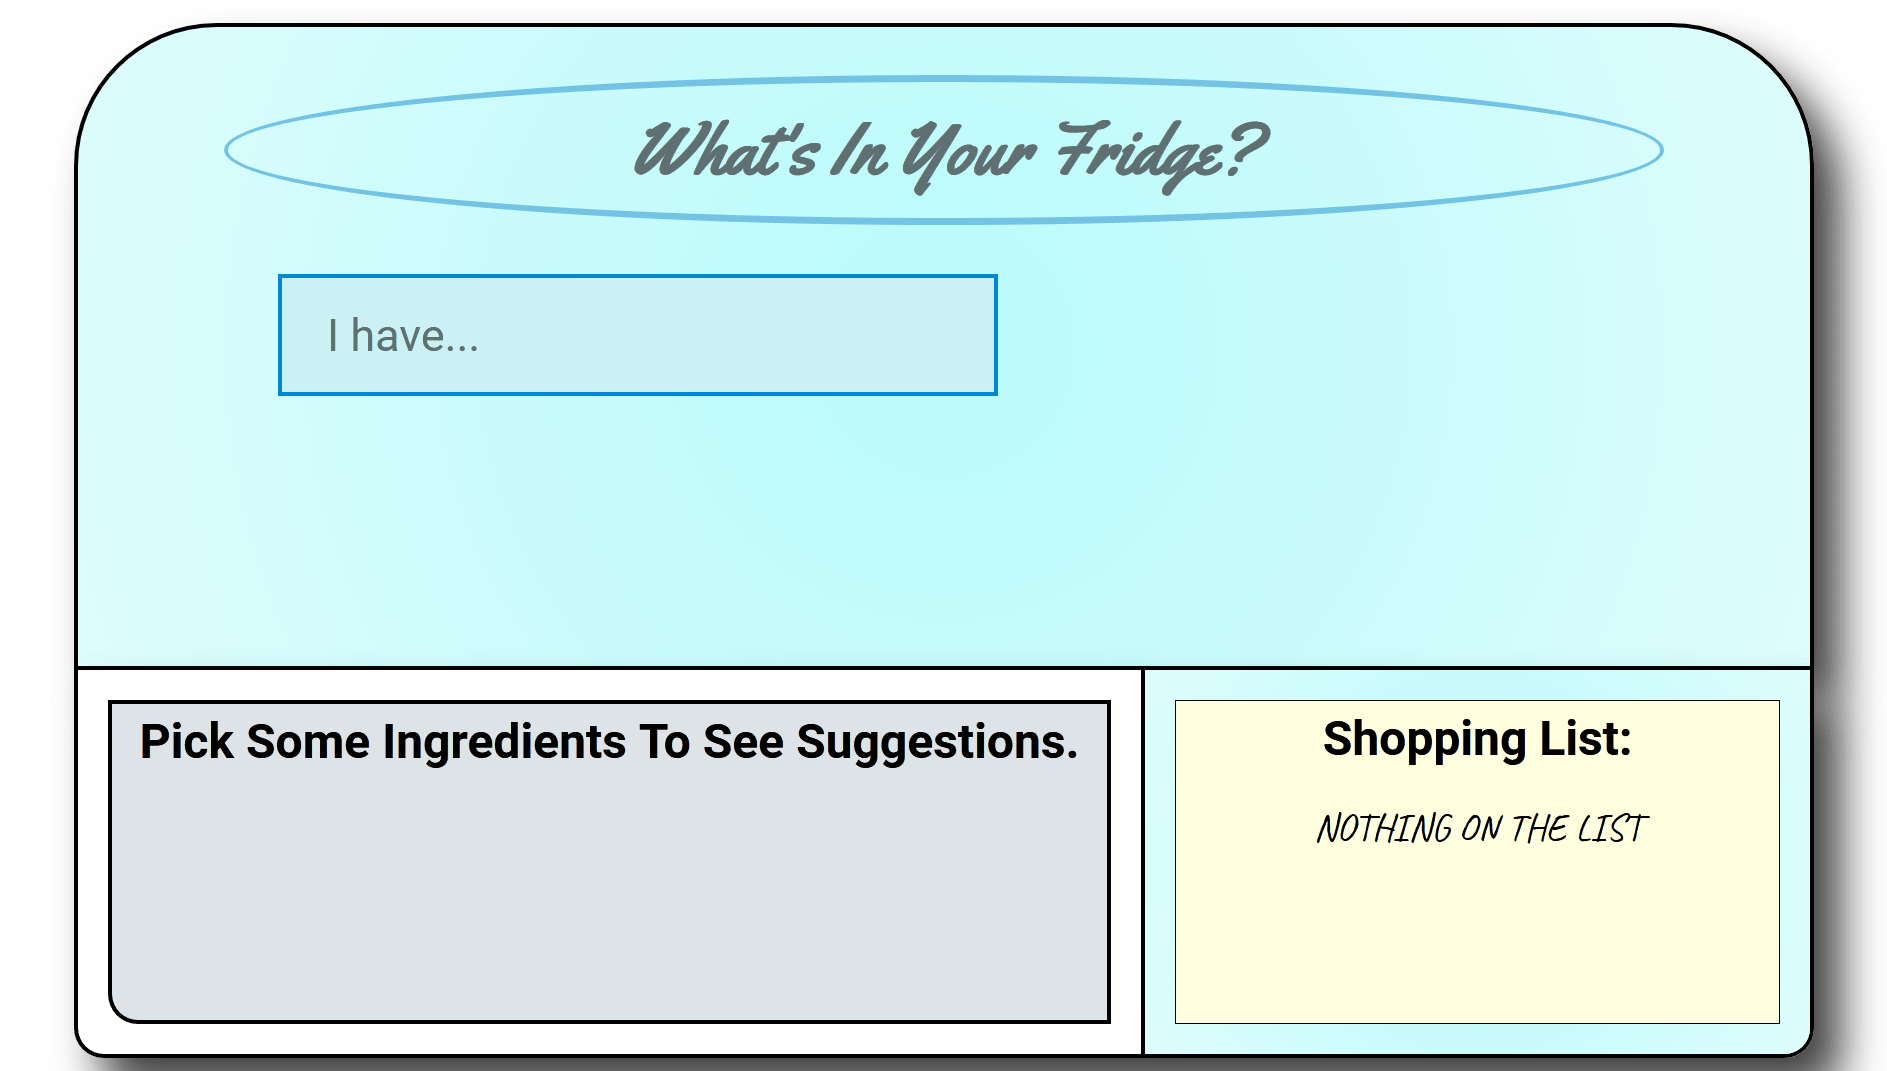 What's In Your Fridge?
I have...
Pick Some Ingredients To See Suggestions.
Shopping List:
NOTHING ON THE LIST